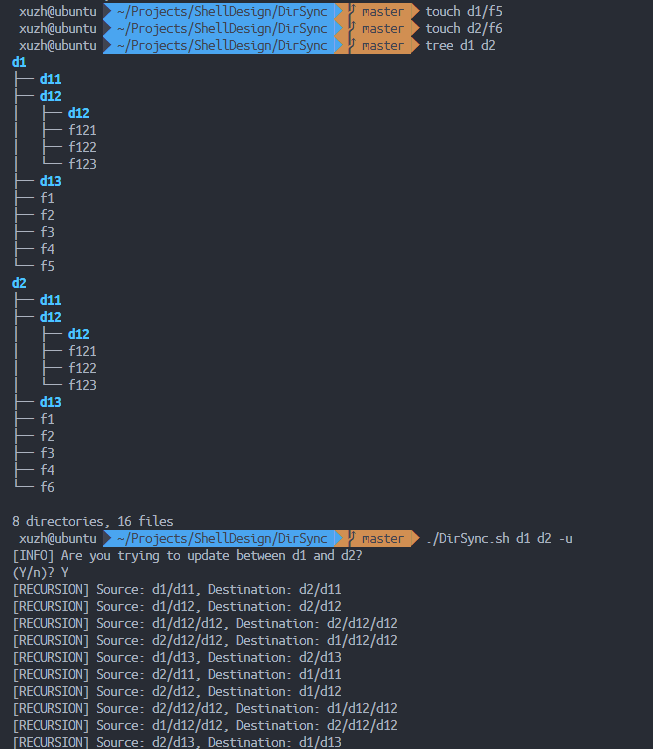 xuzh@ubuntu ~/Projects/ShellDesign/DirSync master touch d1/f5
xuzh@ubuntu ~/Projects/ShellDesign/DirSync master touch d2/f6
xuzh@ubuntu ~/Projects/ShellDesign/DirSync master tree d1 d2
d1
├── d11
├── d12
│   ├── d12
│   ├── f121
│   ├── f122
│   └── f123
├── d13
├── f1
├── f2
├── f3
├── f4
└── f5
d2
├── d11
├── d12
│   ├── d12
│   ├── f121
│   ├── f122
│   └── f123
├── d13
├── f1
├── f2
├── f3
├── f4
└── f6
8 directories, 16 files
xuzh@ubuntu ~/Projects/ShellDesign/DirSync master ./DirSync.sh d1 d2 -u
[INFO] Are you trying to update between d1 and d2?
(Y/n)? Y
[RECURSION] Source: d1/d11, Destination: d2/d11
[RECURSION] Source: d1/d12, Destination: d2/d12
[RECURSION] Source: d1/d12/d12, Destination: d2/d12/d12
[RECURSION] Source: d2/d12/d12, Destination: d1/d12/d12
[RECURSION] Source: d1/d13, Destination: d2/d13
[RECURSION] Source: d2/d11, Destination: d1/d11
[RECURSION] Source: d2/d12, Destination: d1/d12
[RECURSION] Source: d2/d12/d12, Destination: d1/d12/d12
[RECURSION] Source: d1/d12/d12, Destination: d2/d12/d12
[RECURSION] Source: d2/d13, Destination: d1/d13